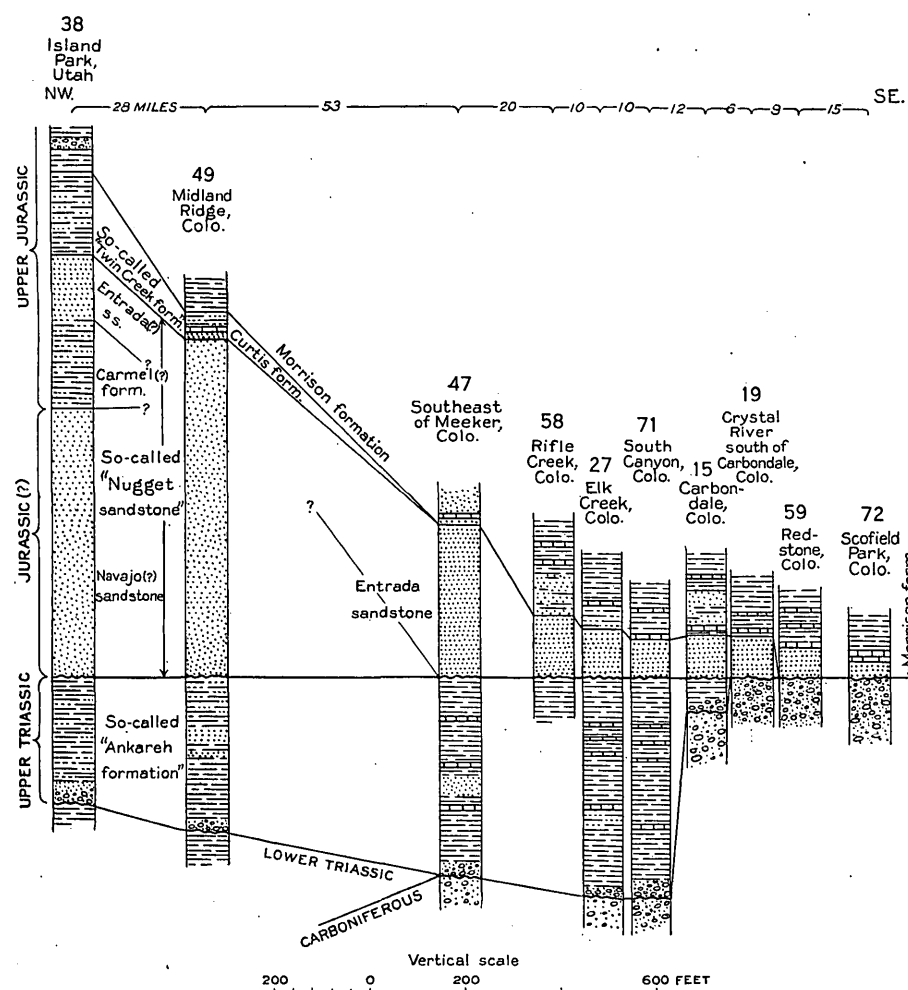 38
Island
Park,
Utah
NW.
28 MILES
53
20
10
10
12
6
9
15
SE.
49
Midland
Ridge,
Colo.
UPPER JURASSIC
So-called
"Twin Creek form."
Entrada(?)
ss.
?
Carmel(?)
form.
?
So-called
"Nugget
sandstone"
JURASSIC (?)
Navajo(?)
sandstone
UPPER TRIASSIC
So-called
"Ankareh
formation"
Morrison formation
Curtis form.
47
Southeast
of Meeker,
Colo.
?
Entrada
sandstone
58
Rifle
Creek,
Colo.
27
Elk
Creek,
Colo.
71
South
Canyon,
Colo.
15
Carbon-
dale,
Colo.
19
Crystal
River
south of
Carbondale,
Colo.
59
Red-
stone,
Colo.
72
Scofield
Park,
Colo.
LOWER TRIASSIC
CARBONIFEROUS
Vertical scale
200 0 200 600 FEET